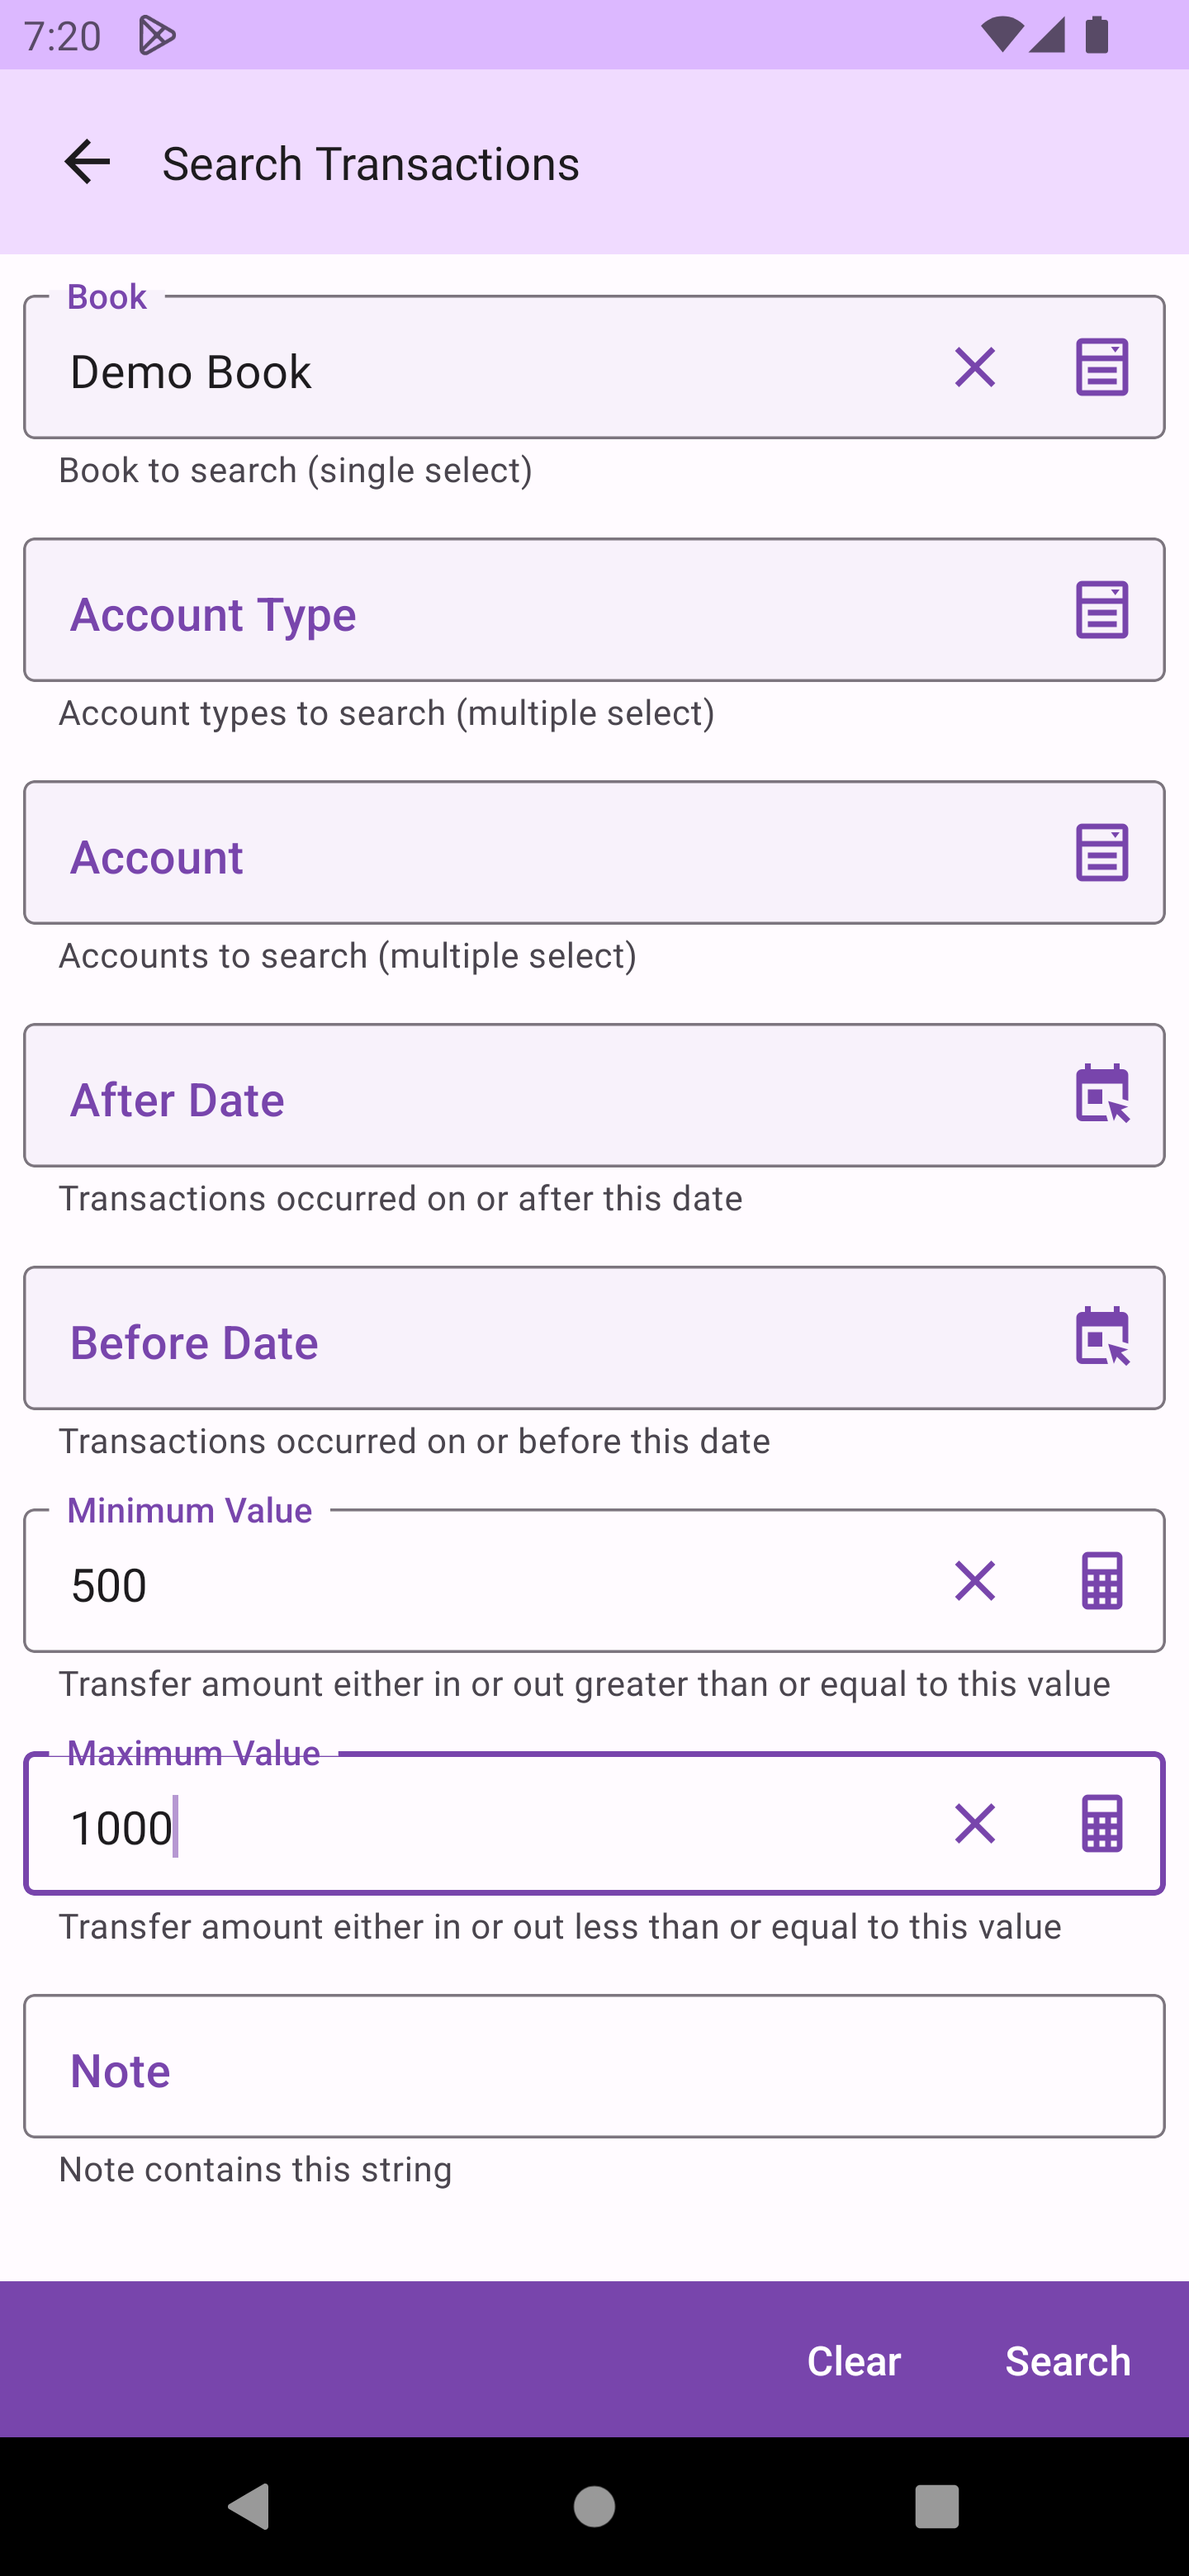 7:20
Search Transactions
Book
Demo Book
Book to search (single select)
Account Type
Account types to search (multiple select)
Account
Accounts to search (multiple select)
After Date
Transactions occurred on or after this date
Before Date
Transactions occurred on or before this date
Minimum Value
500
Transfer amount either in or out greater than or equal to this value
Maximum Value
1000
Transfer amount either in or out less than or equal to this value
Note
Note contains this string
Clear Search